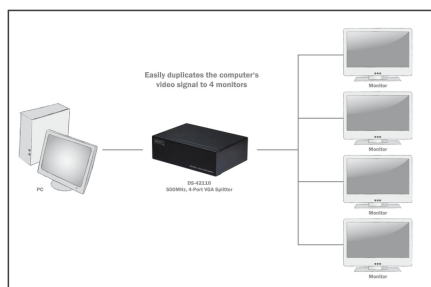 Easily duplicates the computer's
video signal to 4 monitors
PC
DS-42110
500MHz, 4-Port VGA Splitter
Monitor
Monitor
Monitor
Monitor